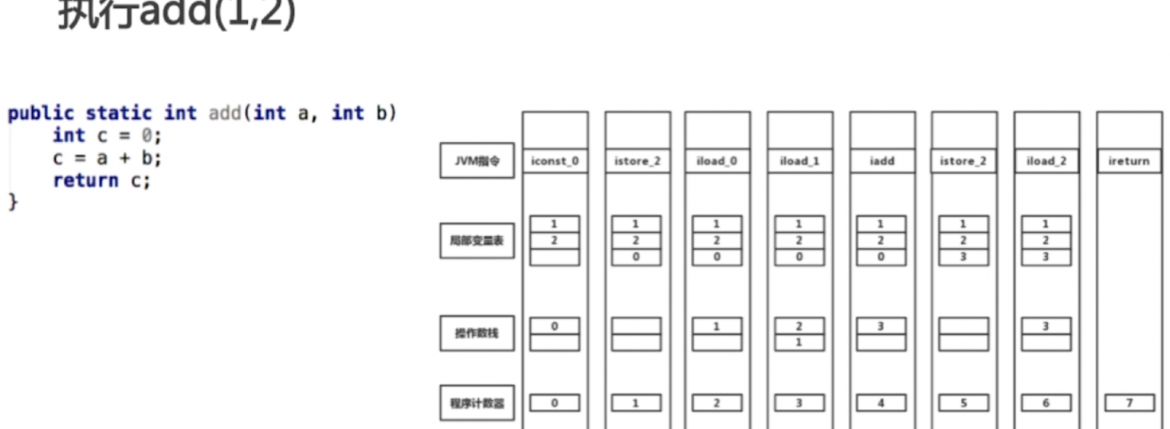 执行add(1,2)
public static int add(int a, int b)
int c = 0;
c = a + b;
return c;
}
JVM指令 iconst_0 istore_2 iload_0 iload_1 iadd istore_2 iload_2 ireturn
1 1 1 1 1 1 1
局部变量表 2 2 2 2 2 2 2
0 0 0 0 3 3
0 1 2 3 3
操作数栈
1
程序计数器 0 1 2 3 4 5 6 7